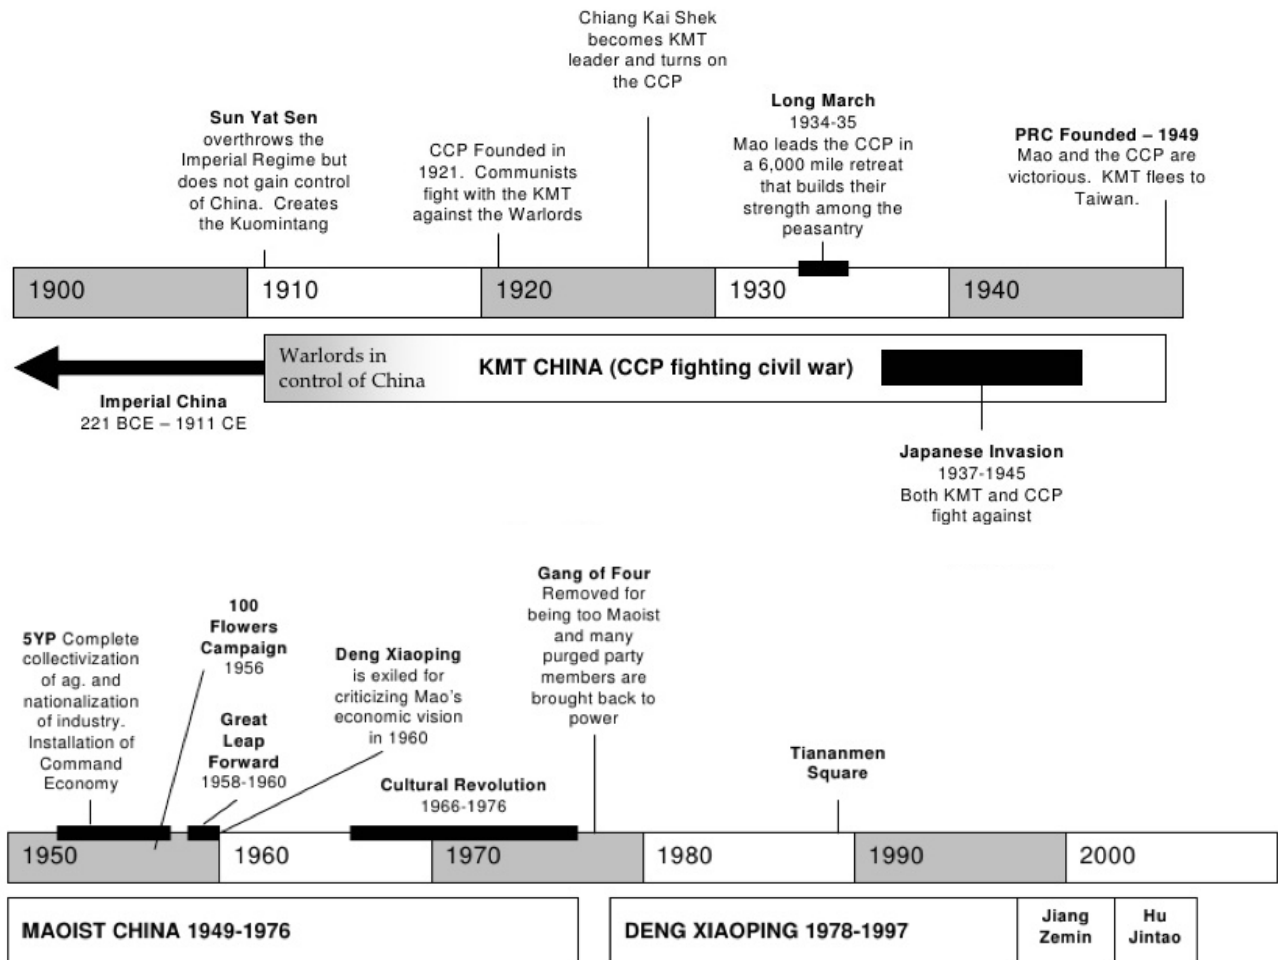 Chiang Kai Shek
becomes KMT
leader and turns on
the CCP
Sun Yat Sen
overthrows the
Imperial Regime but
does not gain control
of China. Creates
the Kuomintang
CCP Founded in
1921. Communists
fight with the KMT
against the Warlords
Long March
1934-35
Mao leads the CCP in
a 6,000 mile retreat
that builds their
strength among the
peasantry
PRC Founded – 1949
Mao and the CCP are
victorious. KMT flees to
Taiwan.
1900
1910
1920
1930
1940
Warlords in
control of China
KMT CHINA (CCP fighting civil war)
Imperial China
221 BCE – 1911 CE
Japanese Invasion
1937-1945
Both KMT and CCP
fight against
5YP Complete
collectivization
of ag. and
nationalization
of industry.
Installation of
Command
Economy
100
Flowers
Campaign
1956
Great
Leap
Forward
1958-1960
Deng Xiaoping
is exiled for
criticizing Mao's
economic vision
in 1960
Cultural Revolution
1966-1976
Gang of Four
Removed for
being too Maoist
and many
purged party
members are
brought back to
power
Tiananmen
Square
1950
1960
1970
1980
1990
2000
MAOIST CHINA 1949-1976
DENG XIAOPING 1978-1997
Jiang
Zemin
Hu
Jintao